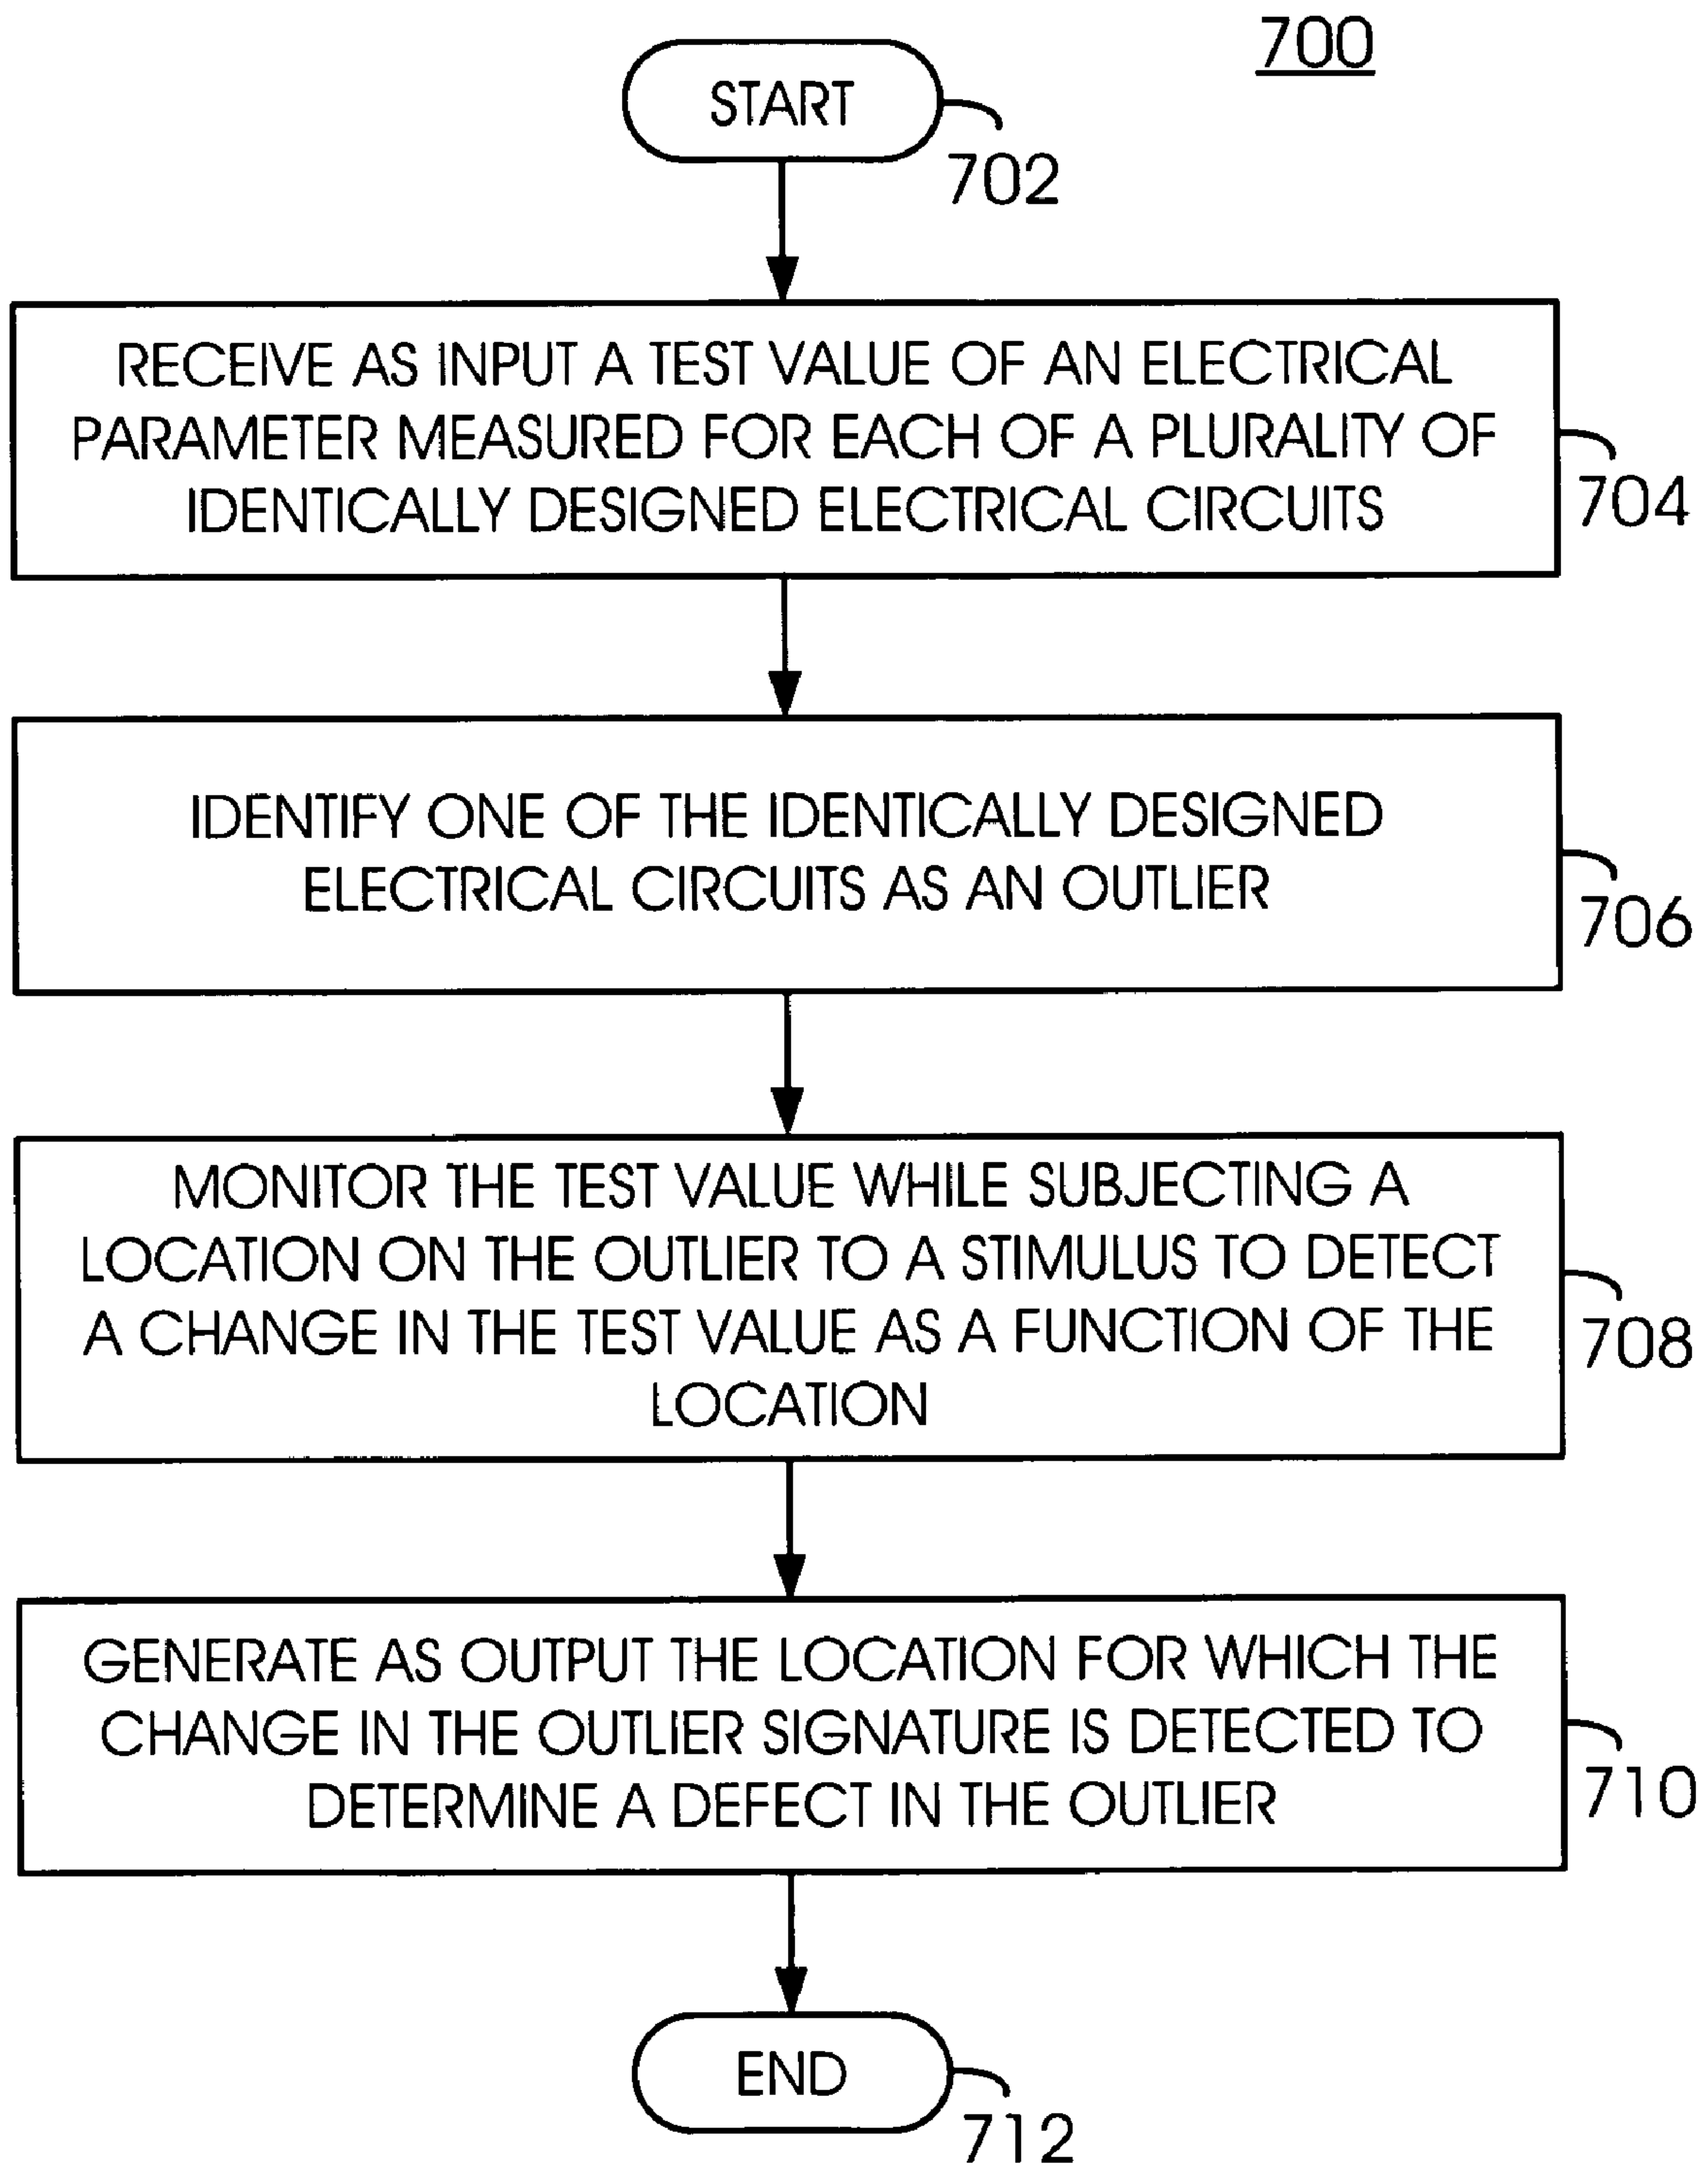 700
START
702
RECEIVE AS INPUT A TEST VALUE OF AN ELECTRICAL
PARAMETER MEASURED FOR EACH OF A PLURALITY OF
IDENTICALLY DESIGNED ELECTRICAL CIRCUITS
704
IDENTIFY ONE OF THE IDENTICALLY DESIGNED
ELECTRICAL CIRCUITS AS AN OUTLIER
706
MONITOR THE TEST VALUE WHILE SUBJECTING A
LOCATION ON THE OUTLIER TO A STIMULUS TO DETECT
A CHANGE IN THE TEST VALUE AS A FUNCTION OF THE
LOCATION
708
GENERATE AS OUTPUT THE LOCATION FOR WHICH THE
CHANGE IN THE OUTLIER SIGNATURE IS DETECTED TO
DETERMINE A DEFECT IN THE OUTLIER
710
END
712